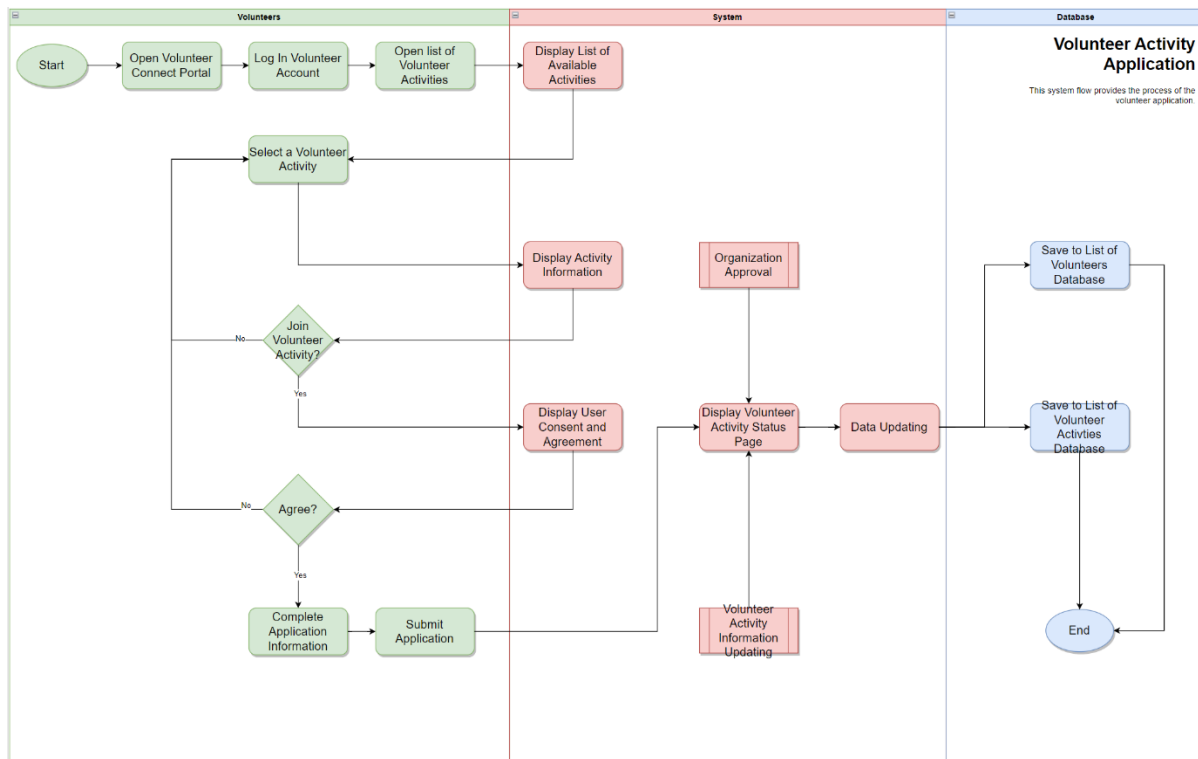 Volunteers
System
Database
Volunteer Activity
Application
This system flow provides the process of the
volunteer application.
Start
Open Volunteer
Connect Portal
Log In Volunteer
Account
Open list of
Volunteer
Activities
Display List of
Available
Activities
Select a Volunteer
Activity
Display Activity
Information
Organization
Approval
Save to List of
Volunteers
Database
Join
Volunteer
Activity?
No
Yes
Display User
Consent and
Agreement
Display Volunteer
Activity Status
Page
Data Updating
Save to List of
Volunteer
Activties
Database
Agree?
No
Yes
Complete
Application
Information
Submit
Application
Volunteer
Activity
Information
Updating
End